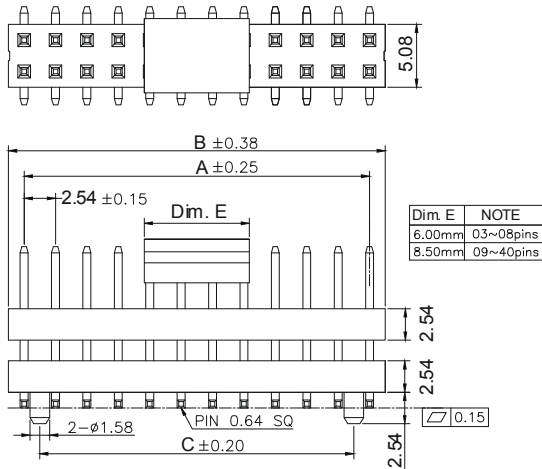 5.08
B ±0.38
A ±0.25
2.54 ±0.15
Dim. E
Dim. E NOTE
6.00mm 03~08pins
8.50mm 09~40pins
2.54
2.54
PIN 0.64 SQ
0.15
2-ø1.58
C ±0.20
2.54